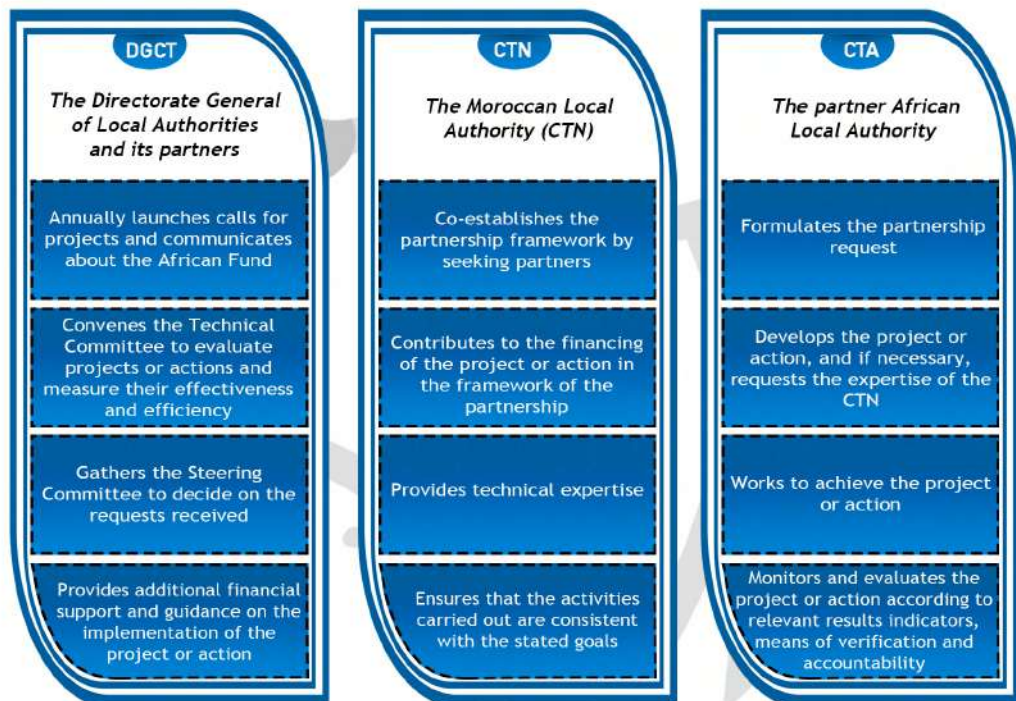 DGCT
The Directorate General
of Local Authorities
and its partners
Annually launches calls for
projects and communicates
about the African Fund
Convenes the Technical
Committee to evaluate
projects or actions and
measure their effectiveness
and efficiency
Gathers the Steering
Committee to decide on the
requests received
Provides additional financial
support and guidance on the
implementation of the
project or action
CTN
The Moroccan Local
Authority (CTN)
Co-establishes the
partnership framework by
seeking partners
Contributes to the financing
of the project or action in
the framework of the
partnership
Provides technical expertise
Ensures that the activities
carried out are consistent
with the stated goals
CTA
The partner African
Local Authority
Formulates the partnership
request
Develops the project or
action, and if necessary,
requests the expertise of the
CTN
Works to achieve the project
or action
Monitors and evaluates the
project or action according to
relevant results indicators,
means of verification and
accountability